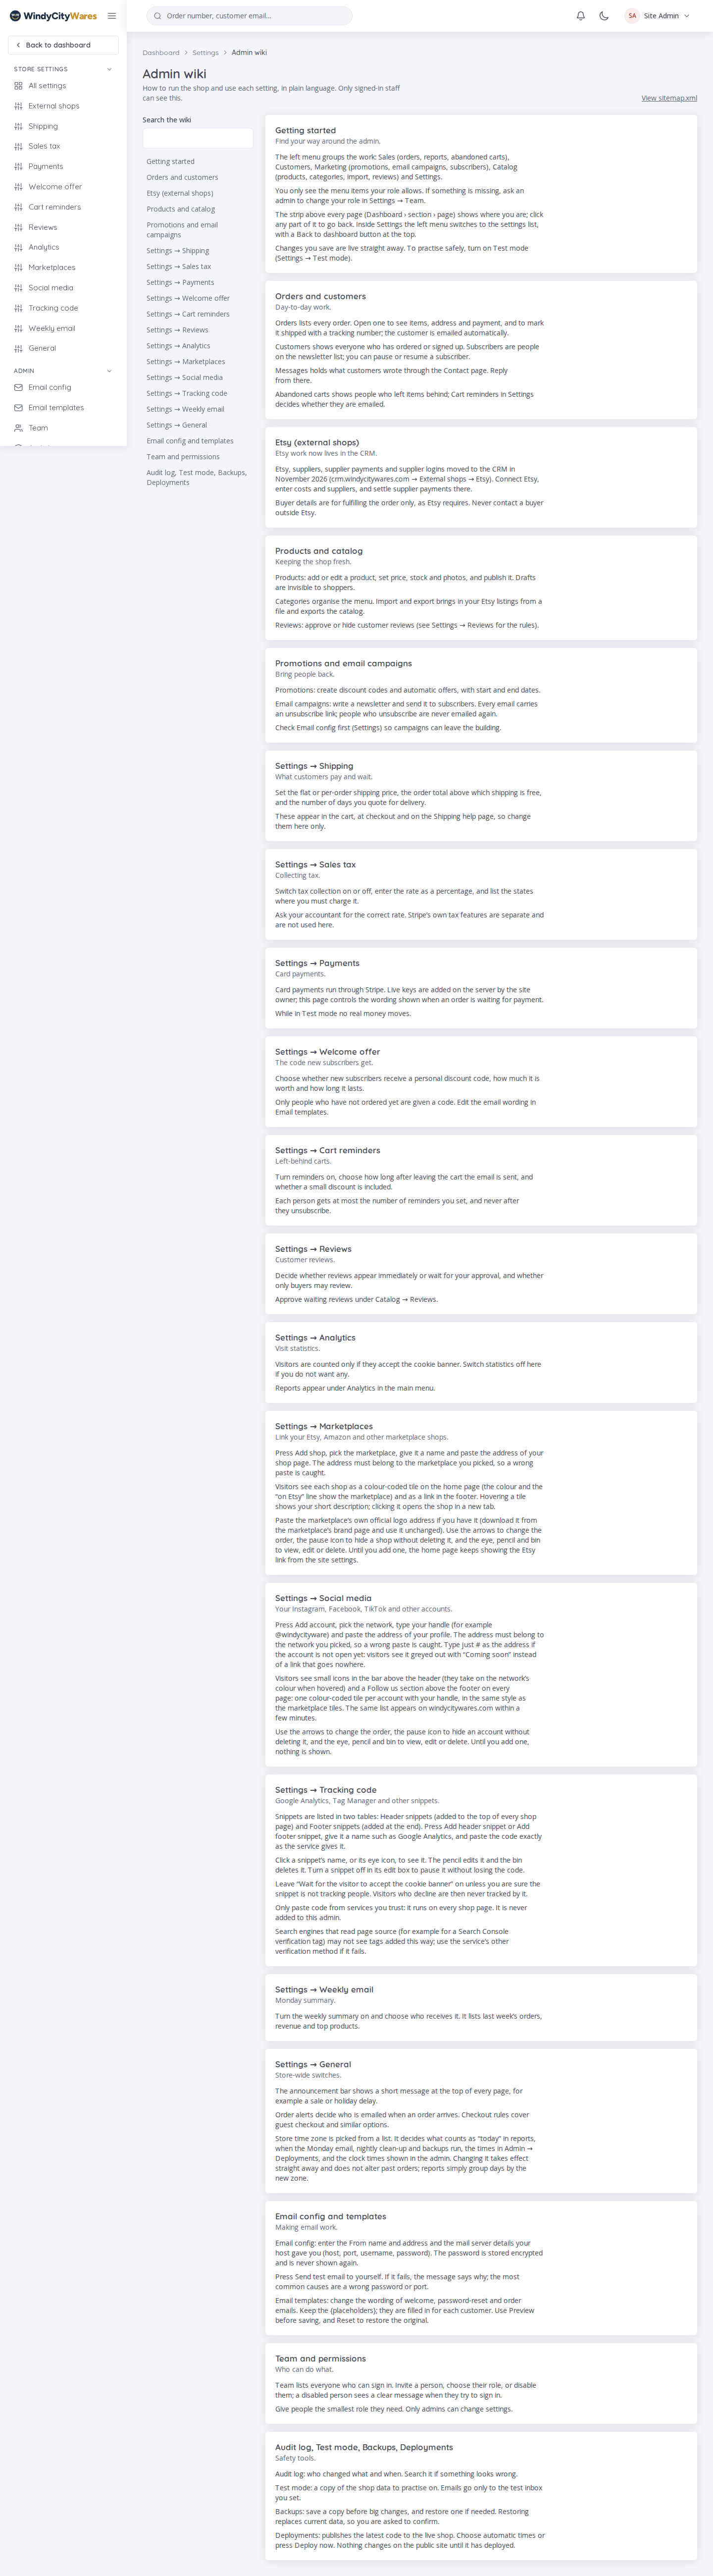 WindyCityWares
Order number, customer email...
SA
Site Admin
Back to dashboard
STORE SETTINGS
All settings
External shops
Shipping
Sales tax
Payments
Welcome offer
Cart reminders
Reviews
Analytics
Marketplaces
Social media
Tracking code
Weekly email
General
ADMIN
Email config
Email templates
Team
Dashboard > Settings > Admin wiki
Admin wiki
How to run the shop and use each setting, in plain language. Only signed-in staff
can see this.
View sitemap.xml
Search the wiki
Getting started
Orders and customers
Etsy (external shops)
Products and catalog
Promotions and email
campaigns
Settings → Shipping
Settings → Sales tax
Settings → Payments
Settings → Welcome offer
Settings → Cart reminders
Settings → Reviews
Settings → Analytics
Settings → Marketplaces
Settings → Social media
Settings → Tracking code
Settings → Weekly email
Settings → General
Email config and templates
Team and permissions
Audit log, Test mode, Backups,
Deployments
Getting started
Find your way around the admin.
The left menu groups the work: Sales (orders, reports, abandoned carts),
Customers, Marketing (promotions, email campaigns, subscribers), Catalog
(products, categories, import, reviews) and Settings.
You only see the menu items your role allows. If something is missing, ask an
admin to change your role in Settings → Team.
The strip above every page (Dashboard › section › page) shows where you are; click
any part of it to go back. Inside Settings the left menu switches to the settings list,
with a Back to dashboard button at the top.
Changes you save are live straight away. To practise safely, turn on Test mode
(Settings → Test mode).
Orders and customers
Day-to-day work.
Orders lists every order. Open one to see items, address and payment, and to mark
it shipped with a tracking number; the customer is emailed automatically.
Customers shows everyone who has ordered or signed up. Subscribers are people
on the newsletter list; you can pause or resume a subscriber.
Messages holds what customers wrote through the Contact page. Reply
from there.
Abandoned carts shows people who left items behind; Cart reminders in Settings
decides whether they are emailed.
Etsy (external shops)
Etsy work now lives in the CRM.
Etsy, suppliers, supplier payments and supplier logins moved to the CRM in
November 2026 (crm.windycitywares.com → External shops → Etsy). Connect Etsy,
enter costs and suppliers, and settle supplier payments there.
Buyer details are for fulfilling the order only, as Etsy requires. Never contact a buyer
outside Etsy.
Products and catalog
Keeping the shop fresh.
Products: add or edit a product, set price, stock and photos, and publish it. Drafts
are invisible to shoppers.
Categories organise the menu. Import and export brings in your Etsy listings from a
file and exports the catalog.
Reviews: approve or hide customer reviews (see Settings → Reviews for the rules).
Promotions and email campaigns
Bring people back.
Promotions: create discount codes and automatic offers, with start and end dates.
Email campaigns: write a newsletter and send it to subscribers. Every email carries
an unsubscribe link; people who unsubscribe are never emailed again.
Check Email config first (Settings) so campaigns can leave the building.
Settings → Shipping
What customers pay and wait.
Set the flat or per-order shipping price, the order total above which shipping is free,
and the number of days you quote for delivery.
These appear in the cart, at checkout and on the Shipping help page, so change
them here only.
Settings → Sales tax
Collecting tax.
Switch tax collection on or off, enter the rate as a percentage, and list the states
where you must charge it.
Ask your accountant for the correct rate. Stripe's own tax features are separate and
are not used here.
Settings → Payments
Card payments.
Card payments run through Stripe. Live keys are added on the server by the site
owner; this page controls the wording shown when an order is waiting for payment.
While in Test mode no real money moves.
Settings → Welcome offer
The code new subscribers get.
Choose whether new subscribers receive a personal discount code, how much it is
worth and how long it lasts.
Only people who have not ordered yet are given a code. Edit the email wording in
Email templates.
Settings → Cart reminders
Left-behind carts.
Turn reminders on, choose how long after leaving the cart the email is sent, and
whether a small discount is included.
Each person gets at most the number of reminders you set, and never after
they unsubscribe.
Settings → Reviews
Customer reviews.
Decide whether reviews appear immediately or wait for your approval, and whether
only buyers may review.
Approve waiting reviews under Catalog → Reviews.
Settings → Analytics
Visit statistics.
Visitors are counted only if they accept the cookie banner. Switch statistics off here
if you do not want any.
Reports appear under Analytics in the main menu.
Settings → Marketplaces
Link your Etsy, Amazon and other marketplace shops.
Press Add shop, pick the marketplace, give it a name and paste the address of your
shop page. The address must belong to the marketplace you picked, so a wrong
paste is caught.
Visitors see each shop as a colour-coded tile on the home page (the colour and the
“on Etsy” line show the marketplace) and as a link in the footer. Hovering a tile
shows your short description; clicking it opens the shop in a new tab.
Paste the marketplace's own official logo address if you have it (download it from
the marketplace's brand page and use it unchanged). Use the arrows to change the
order, the pause icon to hide a shop without deleting it, and the eye, pencil and bin
to view, edit or delete. Until you add one, the home page keeps showing the Etsy
link from the site settings.
Settings → Social media
Your Instagram, Facebook, TikTok and other accounts.
Press Add account, pick the network, type your handle (for example
@windycityware) and paste the address of your profile. The address must belong to
the network you picked, so a wrong paste is caught. Type just # as the address if
the account is not open yet: visitors see it greyed out with “Coming soon” instead
of a link that goes nowhere.
Visitors see small icons in the bar above the header (they take on the network's
colour when hovered) and a Follow us section above the footer on every
page: one colour-coded tile per account with your handle, in the same style as
the marketplace tiles. The same list appears on windycitywares.com within a
few minutes.
Use the arrows to change the order, the pause icon to hide an account without
deleting it, and the eye, pencil and bin to view, edit or delete. Until you add one,
nothing is shown.
Settings → Tracking code
Google Analytics, Tag Manager and other snippets.
Snippets are listed in two tables: Header snippets (added to the top of every shop
page) and Footer snippets (added at the end). Press Add header snippet or Add
footer snippet, give it a name such as Google Analytics, and paste the code exactly
as the service gives it.
Click a snippet's name, or its eye icon, to see it. The pencil edits it and the bin
deletes it. Turn a snippet off in its edit box to pause it without losing the code.
Leave “Wait for the visitor to accept the cookie banner” on unless you are sure the
snippet is not tracking people. Visitors who decline are then never tracked by it.
Only paste code from services you trust: it runs on every shop page. It is never
added to this admin.
Search engines that read page source (for example for a Search Console
verification tag) may not see tags added this way; use the service's other
verification method if it fails.
Settings → Weekly email
Monday summary.
Turn the weekly summary on and choose who receives it. It lists last week's orders,
revenue and top products.
Settings → General
Store-wide switches.
The announcement bar shows a short message at the top of every page, for
example a sale or holiday delay.
Order alerts decide who is emailed when an order arrives. Checkout rules cover
guest checkout and similar options.
Store time zone is picked from a list. It decides what counts as “today” in reports,
when the Monday email, nightly clean-up and backups run, the times in Admin →
Deployments, and the clock times shown in the admin. Changing it takes effect
straight away and does not alter past orders; reports simply group days by the
new zone.
Email config and templates
Making email work.
Email config: enter the From name and address and the mail server details your
host gave you (host, port, username, password). The password is stored encrypted
and is never shown again.
Press Send test email to yourself. If it fails, the message says why; the most
common causes are a wrong password or port.
Email templates: change the wording of welcome, password-reset and order
emails. Keep the {placeholders}; they are filled in for each customer. Use Preview
before saving, and Reset to restore the original.
Team and permissions
Who can do what.
Team lists everyone who can sign in. Invite a person, choose their role, or disable
them; a disabled person sees a clear message when they try to sign in.
Give people the smallest role they need. Only admins can change settings.
Audit log, Test mode, Backups, Deployments
Safety tools.
Audit log: who changed what and when. Search it if something looks wrong.
Test mode: a copy of the shop data to practise on. Emails go only to the test inbox
you set.
Backups: save a copy before big changes, and restore one if needed. Restoring
replaces current data, so you are asked to confirm.
Deployments: publishes the latest code to the live shop. Choose automatic times or
press Deploy now. Nothing changes on the public site until it has deployed.